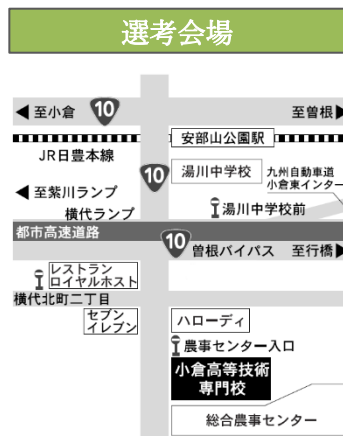 選考会場
至小倉
10
至曽根
安部山公園駅
JR日豊本線
10
湯川中学校
九州自動車道
小倉東インター
至紫川ランプ
湯川中学校前
横代ランプ
都市高速道路
10
曽根バイパス
至行橋
レストラン
ロイヤルホスト
横代北町二丁目
セブン
イレブン
ハローディ
農事センター入口
小倉高等技術
専門校
総合農事センター